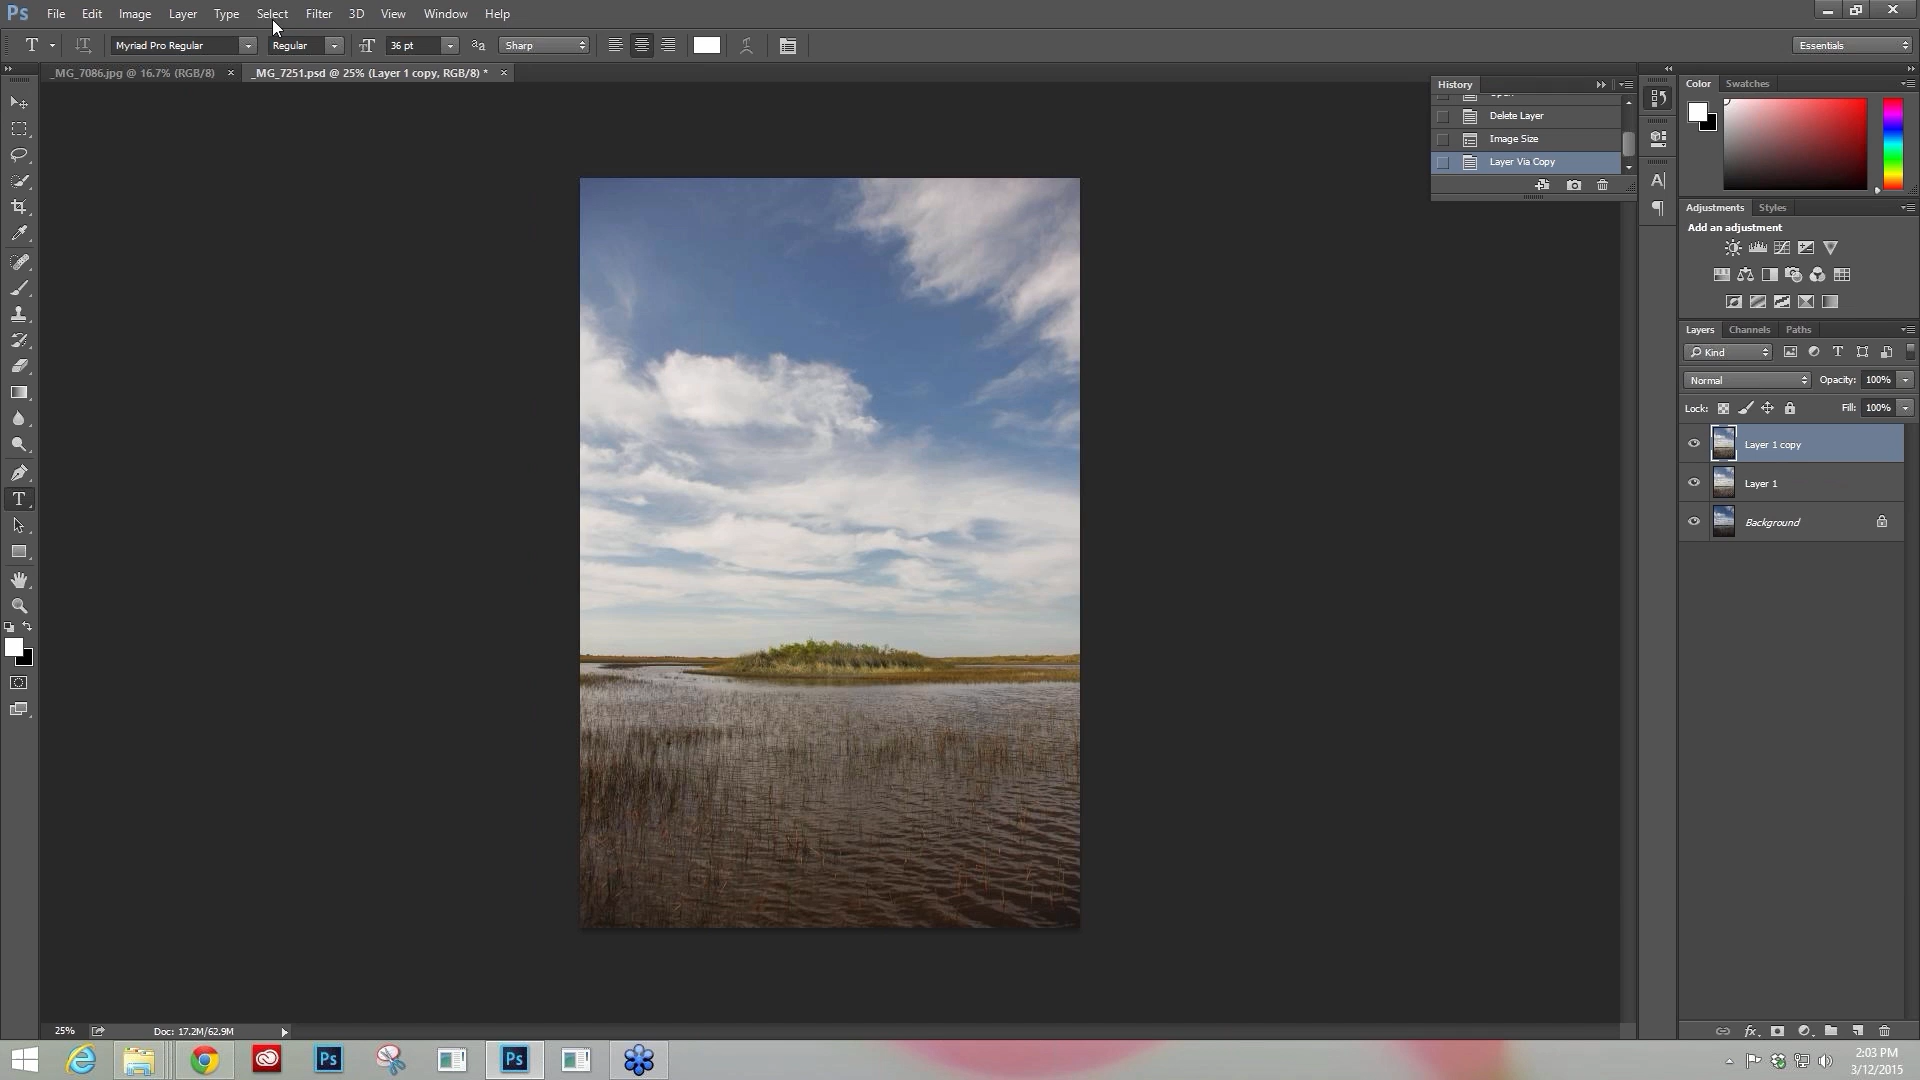 Ps File Edit Image Layer Type Select Filter 3D View Window Help
T Myriad Pro Regular Regular 36 pt aa Sharp Essentials
_MG_7086.jpg @ 16.7% (RGB/8) × _MG_7251.psd @ 25% (Layer 1 copy, RGB/8) * ×
History
Delete Layer
Image Size
Layer Via Copy
Color Swatches
Adjustments Styles
Add an adjustment
Layers Channels Paths
Kind
Normal Opacity: 100%
Lock: Fill: 100%
Layer 1 copy
Layer 1
Background
25% Doc: 17.2M/62.9M
Ps Ps
2:03 PM
3/12/2015